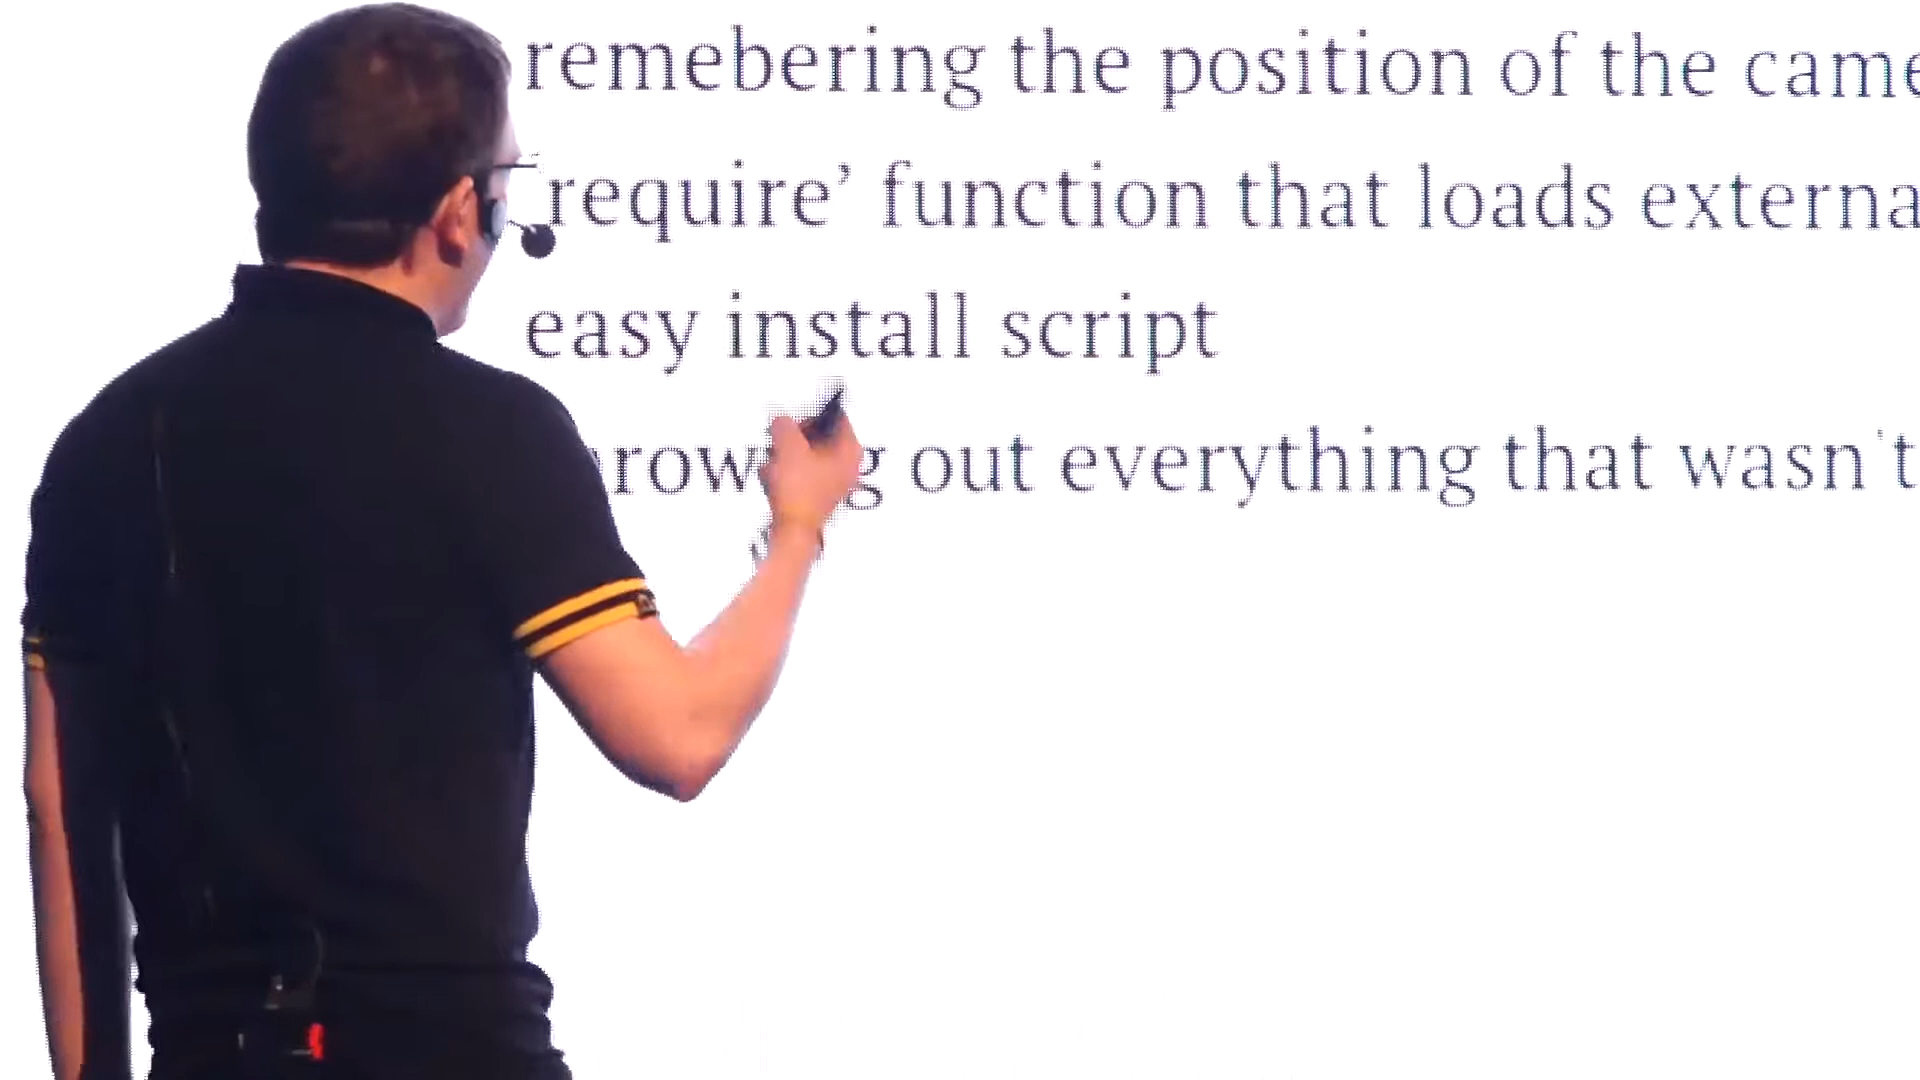 remebering the position of the came
require’ function that loads externa
easy install script
out everything that wasn't